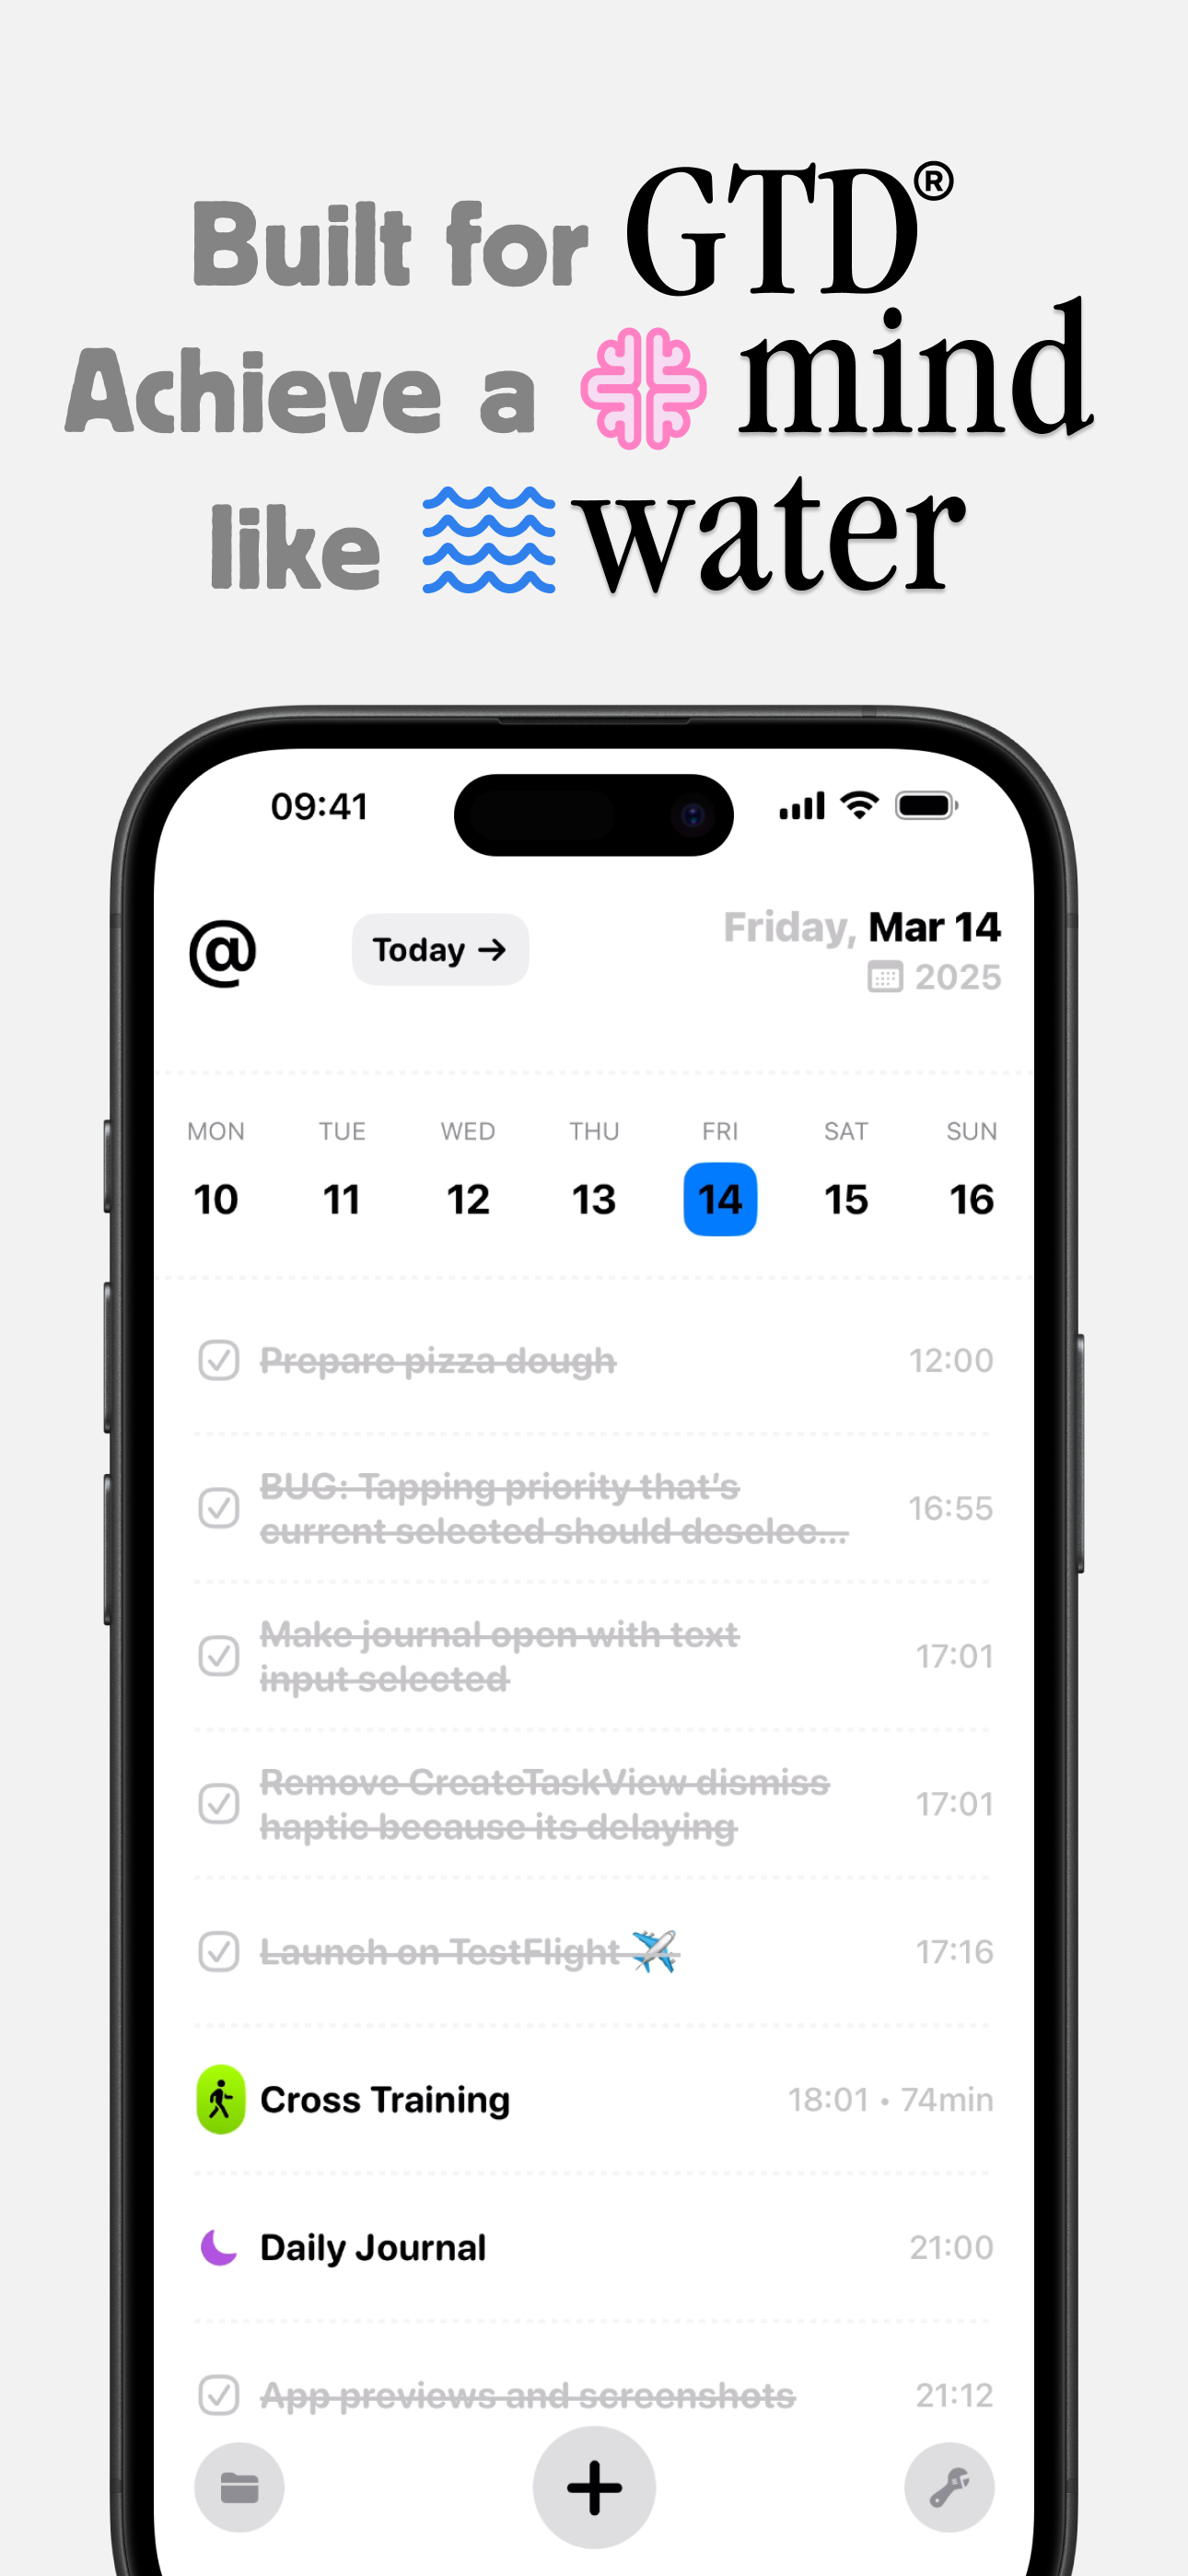 Built for GTD®
Achieve a mind
like water
09:41
@ Today → Friday, Mar 14
2025
MON TUE WED THU FRI SAT SUN
10 11 12 13 14 15 16
Prepare pizza dough 12:00
BUG: Tapping priority that's
current selected should deselec... 16:55
Make journal open with text
input selected 17:01
Remove CreateTaskView dismiss
haptic because its delaying 17:01
Launch on TestFlight ✈️ 17:16
Cross Training 18:01 • 74min
Daily Journal 21:00
App previews and screenshots 21:12